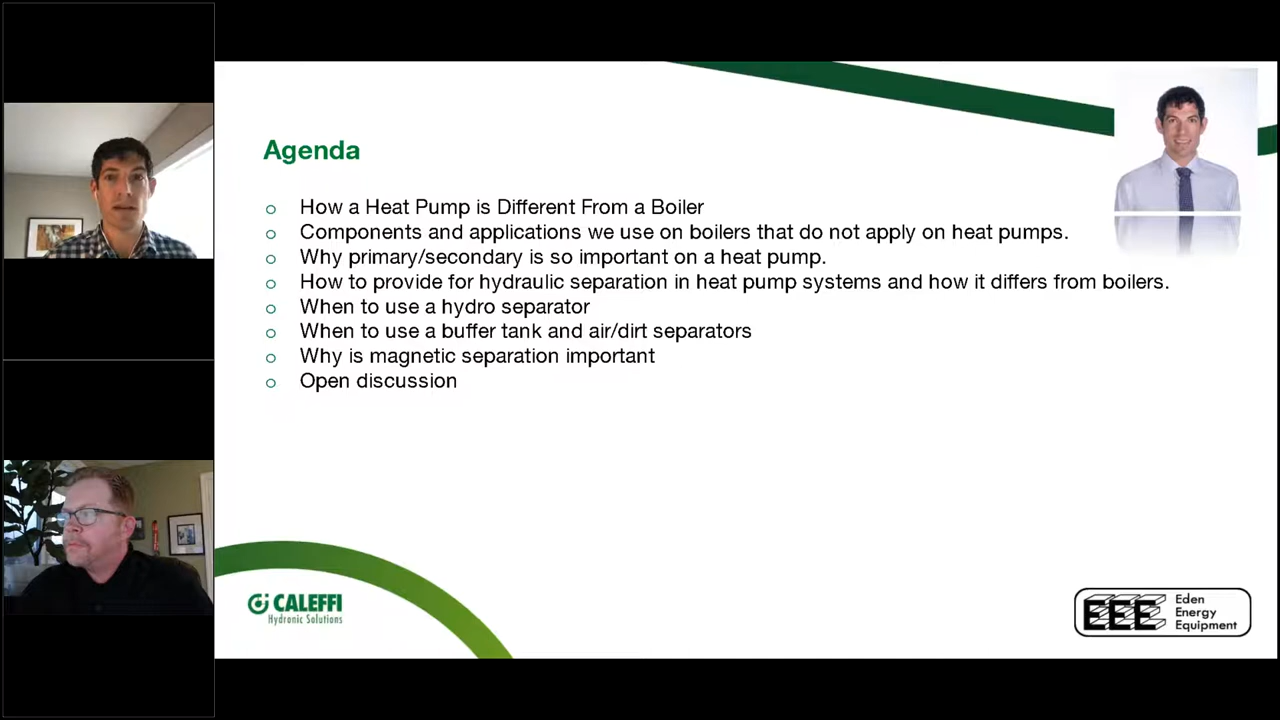 Agenda
How a Heat Pump is Different From a Boiler
Components and applications we use on boilers that do not apply on heat pumps.
Why primary/secondary is so important on a heat pump.
How to provide for hydraulic separation in heat pump systems and how it differs from boilers.
When to use a hydro separator
When to use a buffer tank and air/dirt separators
Why is magnetic separation important
Open discussion
CALEFFI
Hydronic Solutions
EEE
Eden
Energy
Equipment